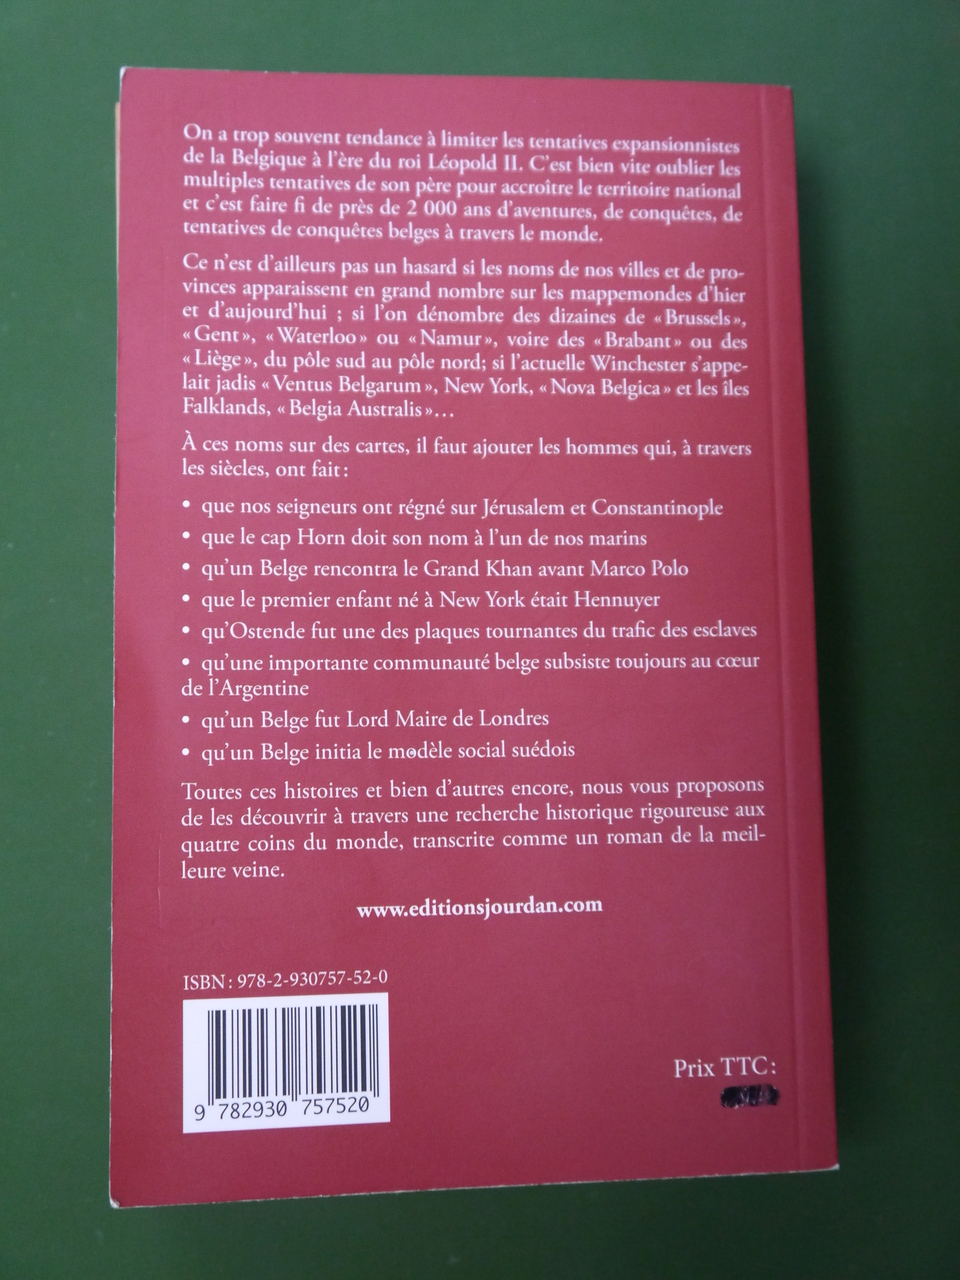 On a trop souvent tendance à limiter les tentatives expansionnistes
de la Belgique à l'ère du roi Léopold II. C'est bien vite oublier les
multiples tentatives de son père pour accroître le territoire national
et c'est faire fi de près de 2 000 ans d'aventures, de conquêtes, de
tentatives de conquêtes belges à travers le monde.
Ce n'est d'ailleurs pas un hasard si les noms de nos villes et de pro-
vinces apparaissent en grand nombre sur les mappemondes d'hier
et d'aujourd'hui ; si l'on dénombre des dizaines de « Brussels »,
« Gent », « Waterloo » ou « Namur », voire des « Brabant » ou des
« Liège », du pôle sud au pôle nord; si l'actuelle Winchester s'appe-
lait jadis « Ventus Belgarum », New York, « Nova Belgica » et les îles
Falklands, « Belgia Australis »...
À ces noms sur des cartes, il faut ajouter les hommes qui, à travers
les siècles, ont fait :
• que nos seigneurs ont régné sur Jérusalem et Constantinople
• que le cap Horn doit son nom à l'un de nos marins
• qu'un Belge rencontra le Grand Khan avant Marco Polo
• que le premier enfant né à New York était Hennuyer
• qu'Ostende fut une des plaques tournantes du trafic des esclaves
• qu'une importante communauté belge subsiste toujours au cœur
de l'Argentine
• qu'un Belge fut Lord Maire de Londres
• qu'un Belge initia le modèle social suédois
Toutes ces histoires et bien d'autres encore, nous vous proposons
de les découvrir à travers une recherche historique rigoureuse aux
quatre coins du monde, transcrite comme un roman de la meil-
leure veine.
www.editionsjourdan.com
ISBN : 978-2-930757-52-0
9 782930 757520
Prix TTC :